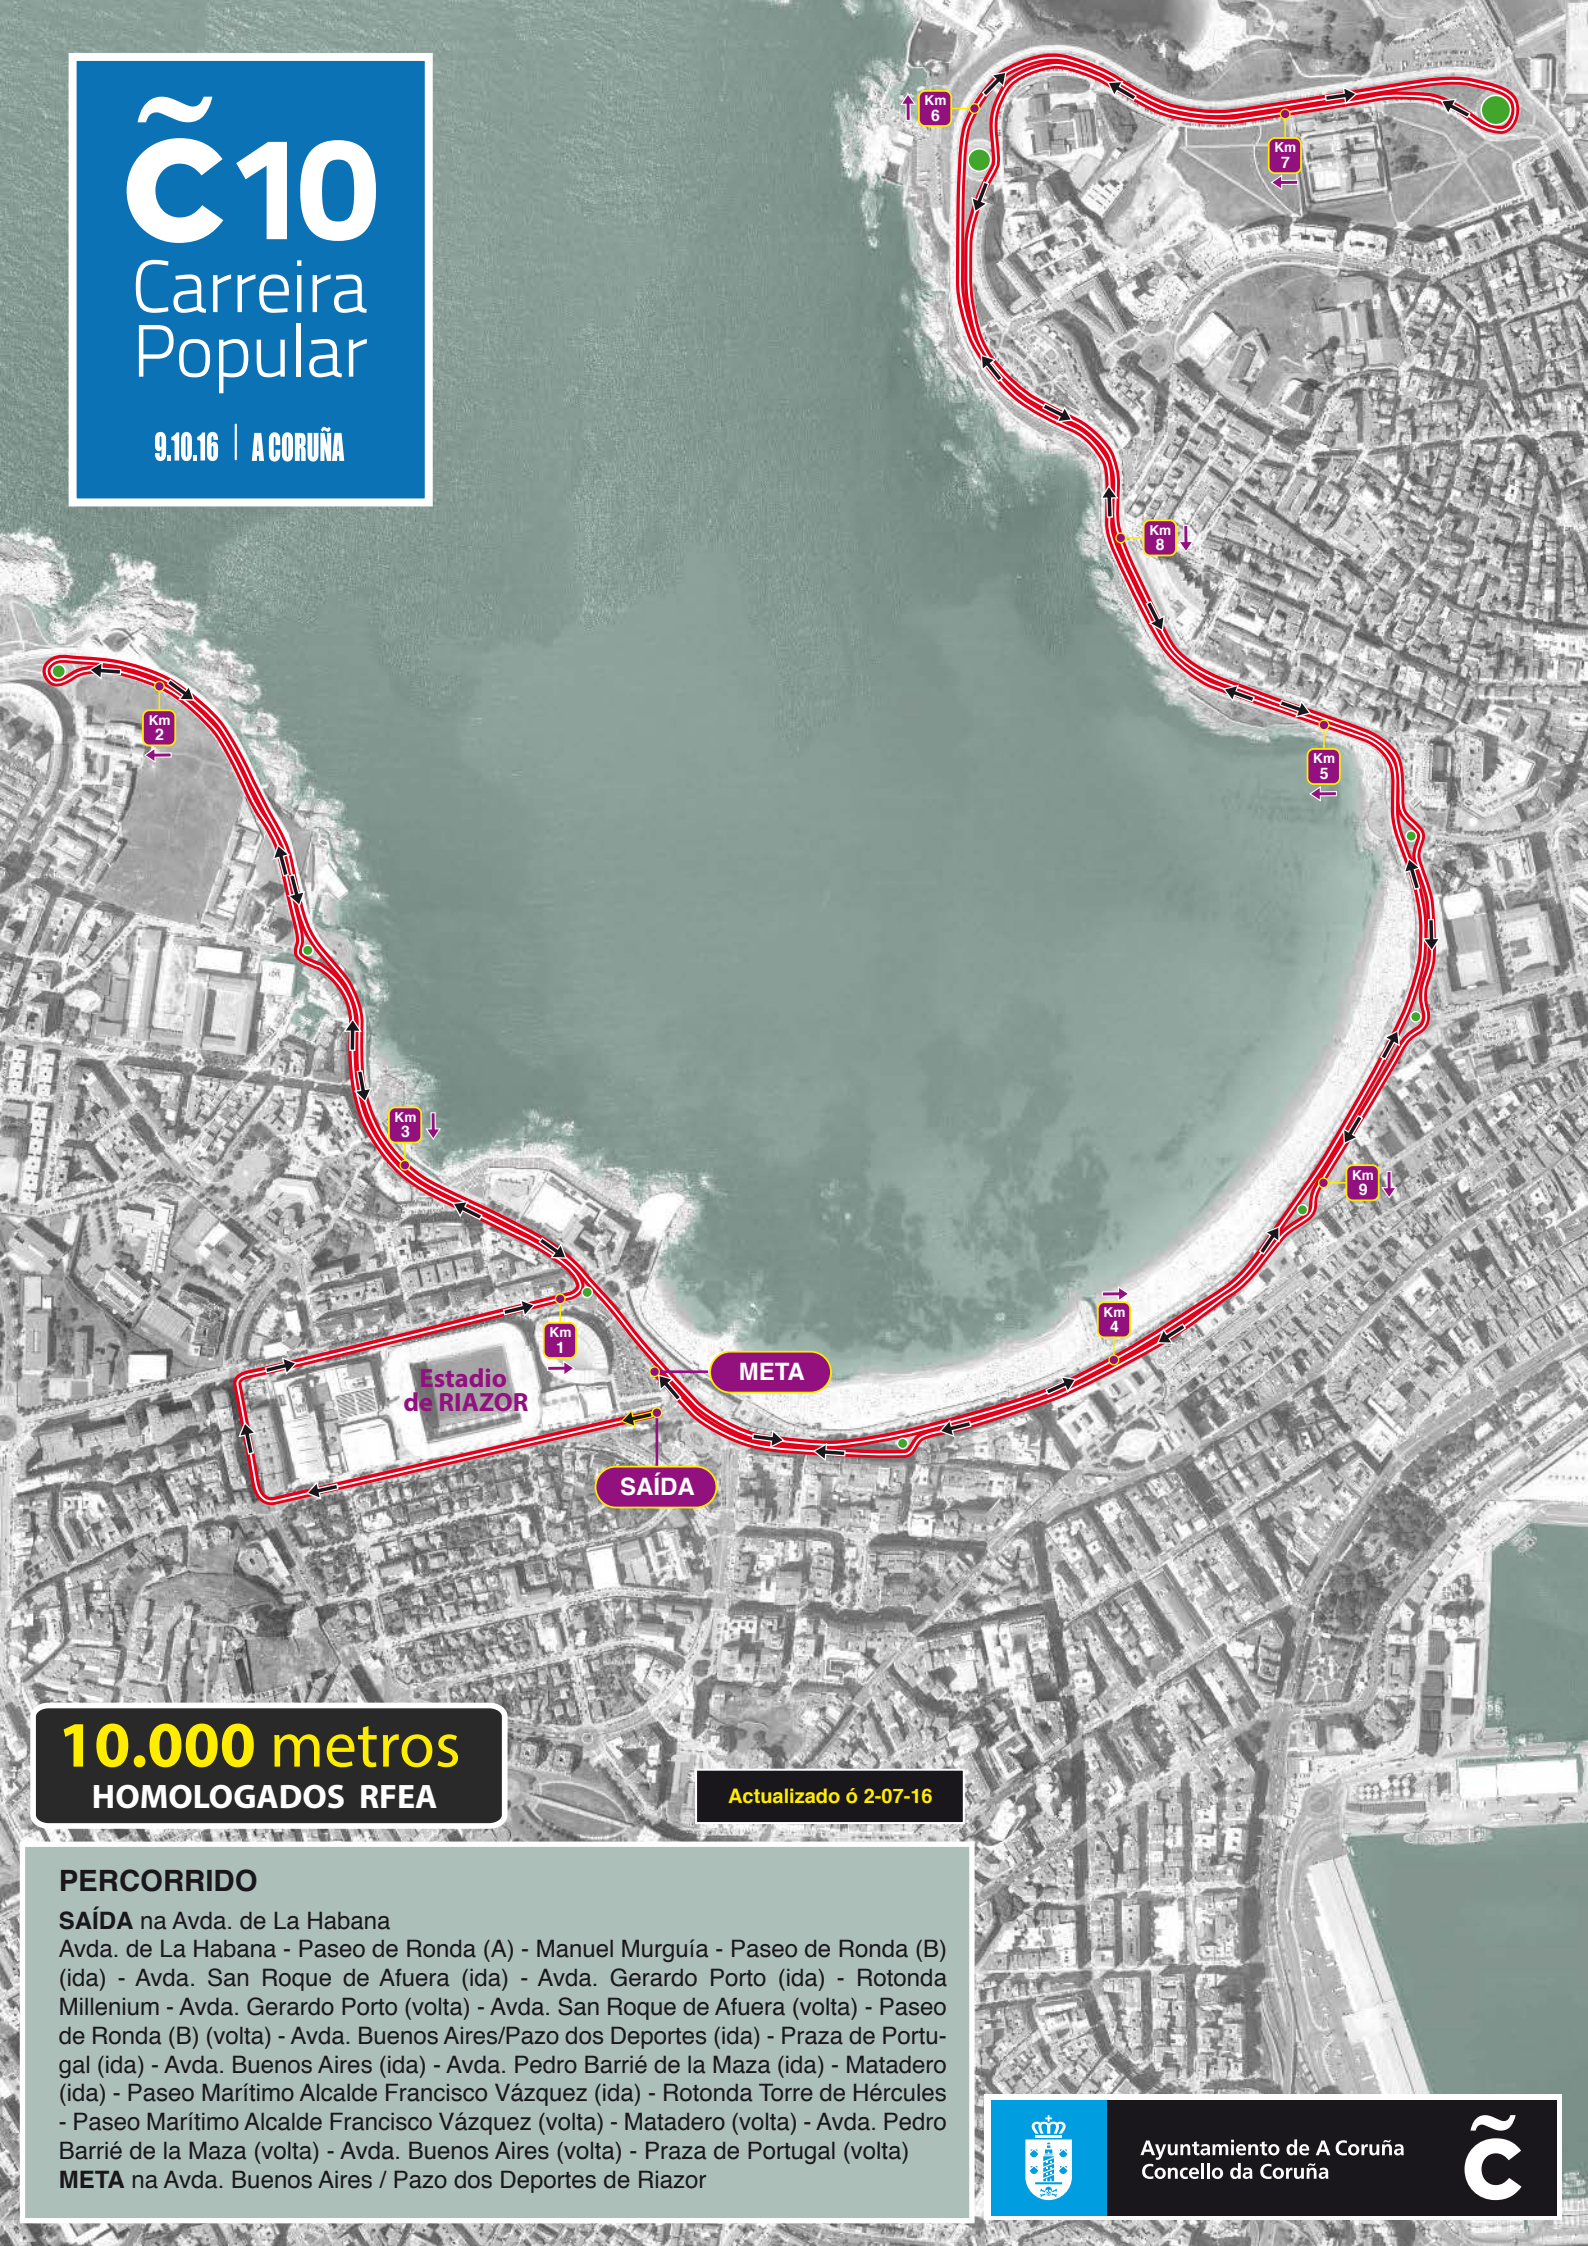 C̃10
Carreira
Popular
9.10.16 | A CORUÑA
Km
6
Km
7
Km
8
Km
2
Km
5
Km
3
Km
9
Km
4
Km
1
META
Estadio
de RIAZOR
SAÍDA
10.000 metros
HOMOLOGADOS RFEA
Actualizado ó 2-07-16
PERCORRIDO
SAÍDA na Avda. de La Habana
Avda. de La Habana - Paseo de Ronda (A) - Manuel Murguía - Paseo de Ronda (B)
(ida) - Avda. San Roque de Afuera (ida) - Avda. Gerardo Porto (ida) - Rotonda
Millenium - Avda. Gerardo Porto (volta) - Avda. San Roque de Afuera (volta) - Paseo
de Ronda (B) (volta) - Avda. Buenos Aires/Pazo dos Deportes (ida) - Praza de Portu-
gal (ida) - Avda. Buenos Aires (ida) - Avda. Pedro Barrié de la Maza (ida) - Matadero
(ida) - Paseo Marítimo Alcalde Francisco Vázquez (ida) - Rotonda Torre de Hércules
- Paseo Marítimo Alcalde Francisco Vázquez (volta) - Matadero (volta) - Avda. Pedro
Barrié de la Maza (volta) - Avda. Buenos Aires (volta) - Praza de Portugal (volta)
META na Avda. Buenos Aires / Pazo dos Deportes de Riazor
Ayuntamiento de A Coruña
Concello da Coruña
C̃